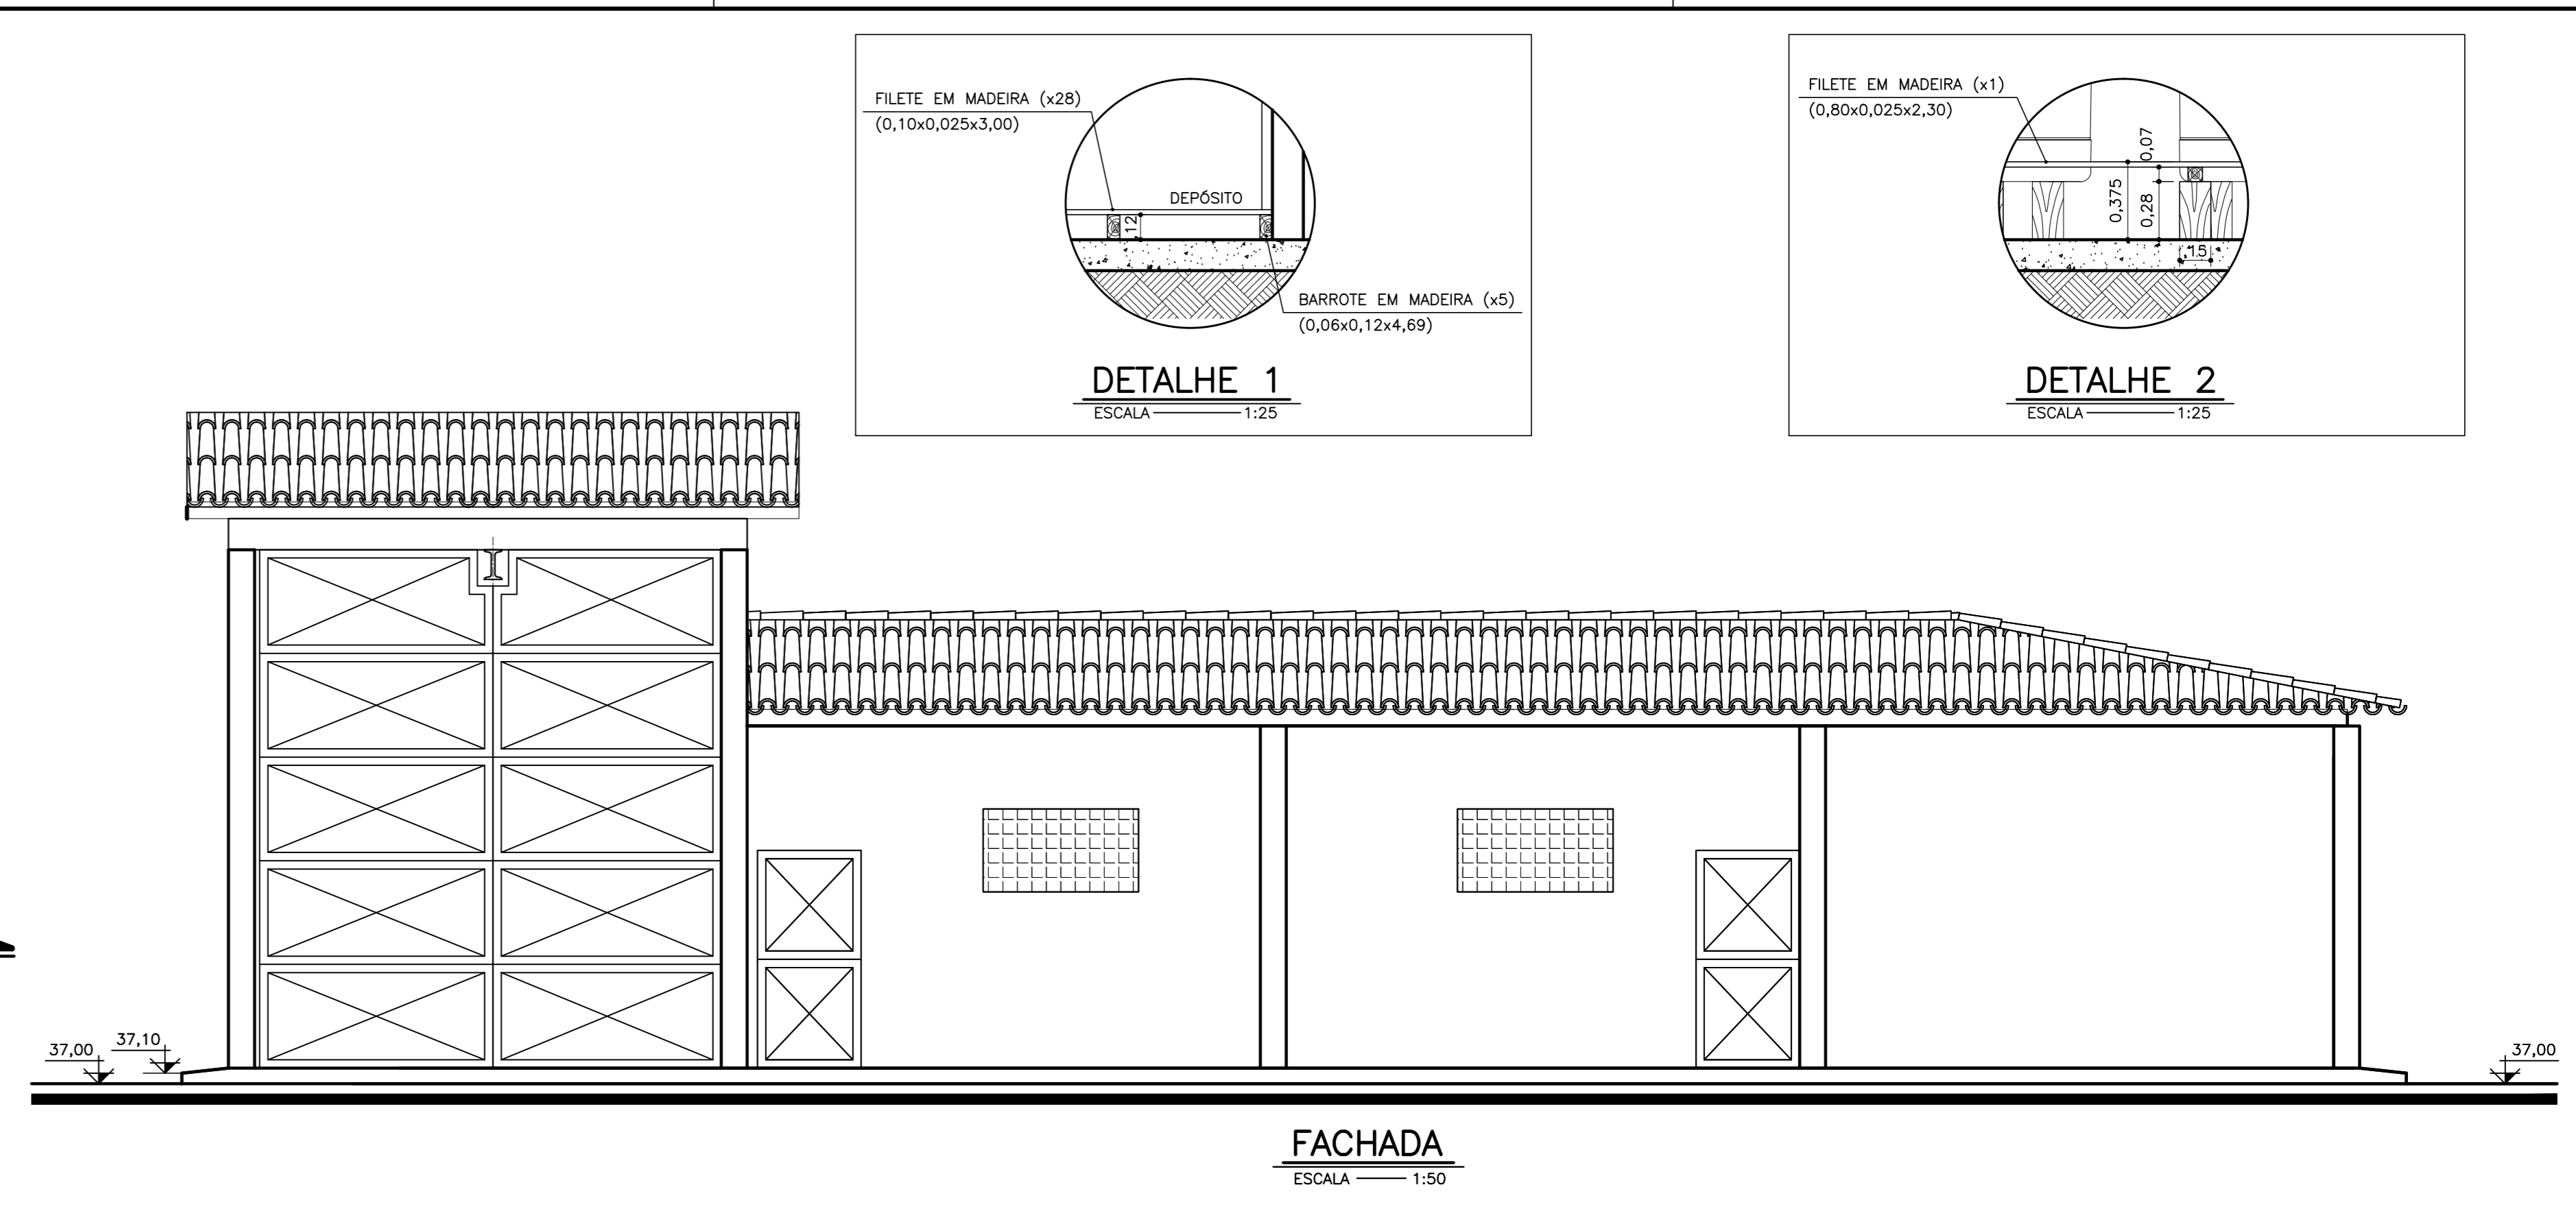 FILETE EM MADEIRA (x28)
(0,10x0,025x3,00)
DEPÓSITO
,12
BARROTE EM MADEIRA (x5)
(0,06x0,12x4,69)
DETALHE 1
ESCALA 1:25
FILETE EM MADEIRA (x1)
(0,80x0,025x2,30)
0,07
0,375
0,28
,15
DETALHE 2
ESCALA 1:25
37,00
37,10
37,00
FACHADA
ESCALA 1:50